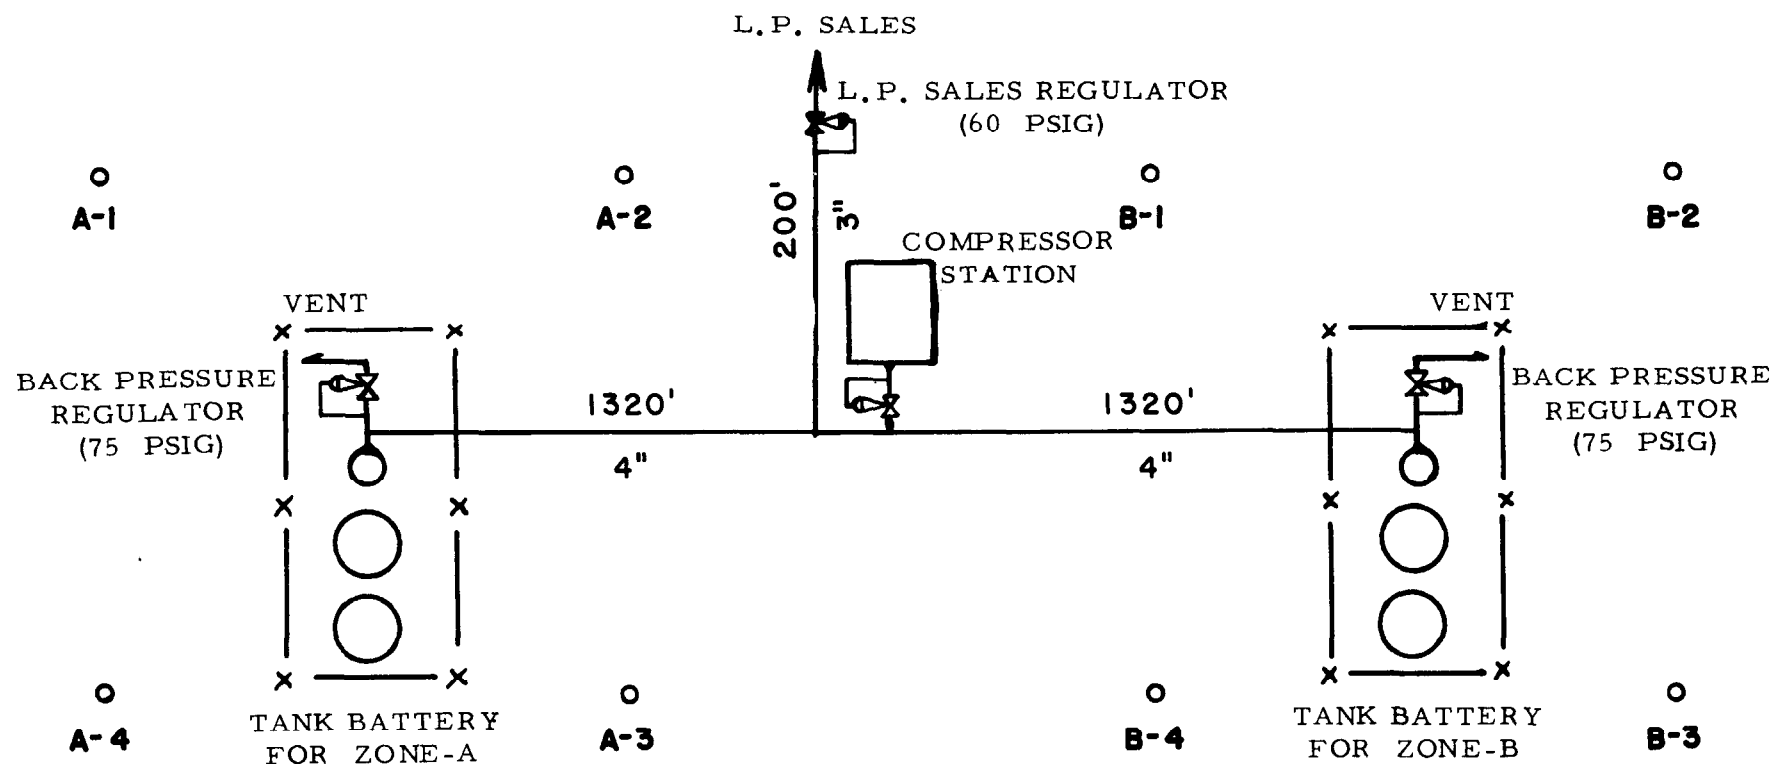 L.P. SALES
L.P. SALES REGULATOR
(60 PSIG)
A-1
A-2
200'
3"
B-1
B-2
COMPRESSOR
STATION
VENT
VENT
BACK PRESSURE
REGULATOR
(75 PSIG)
1320'
4"
1320'
4"
BACK PRESSURE
REGULATOR
(75 PSIG)
A-4
TANK BATTERY
FOR ZONE-A
A-3
B-4
TANK BATTERY
FOR ZONE-B
B-3